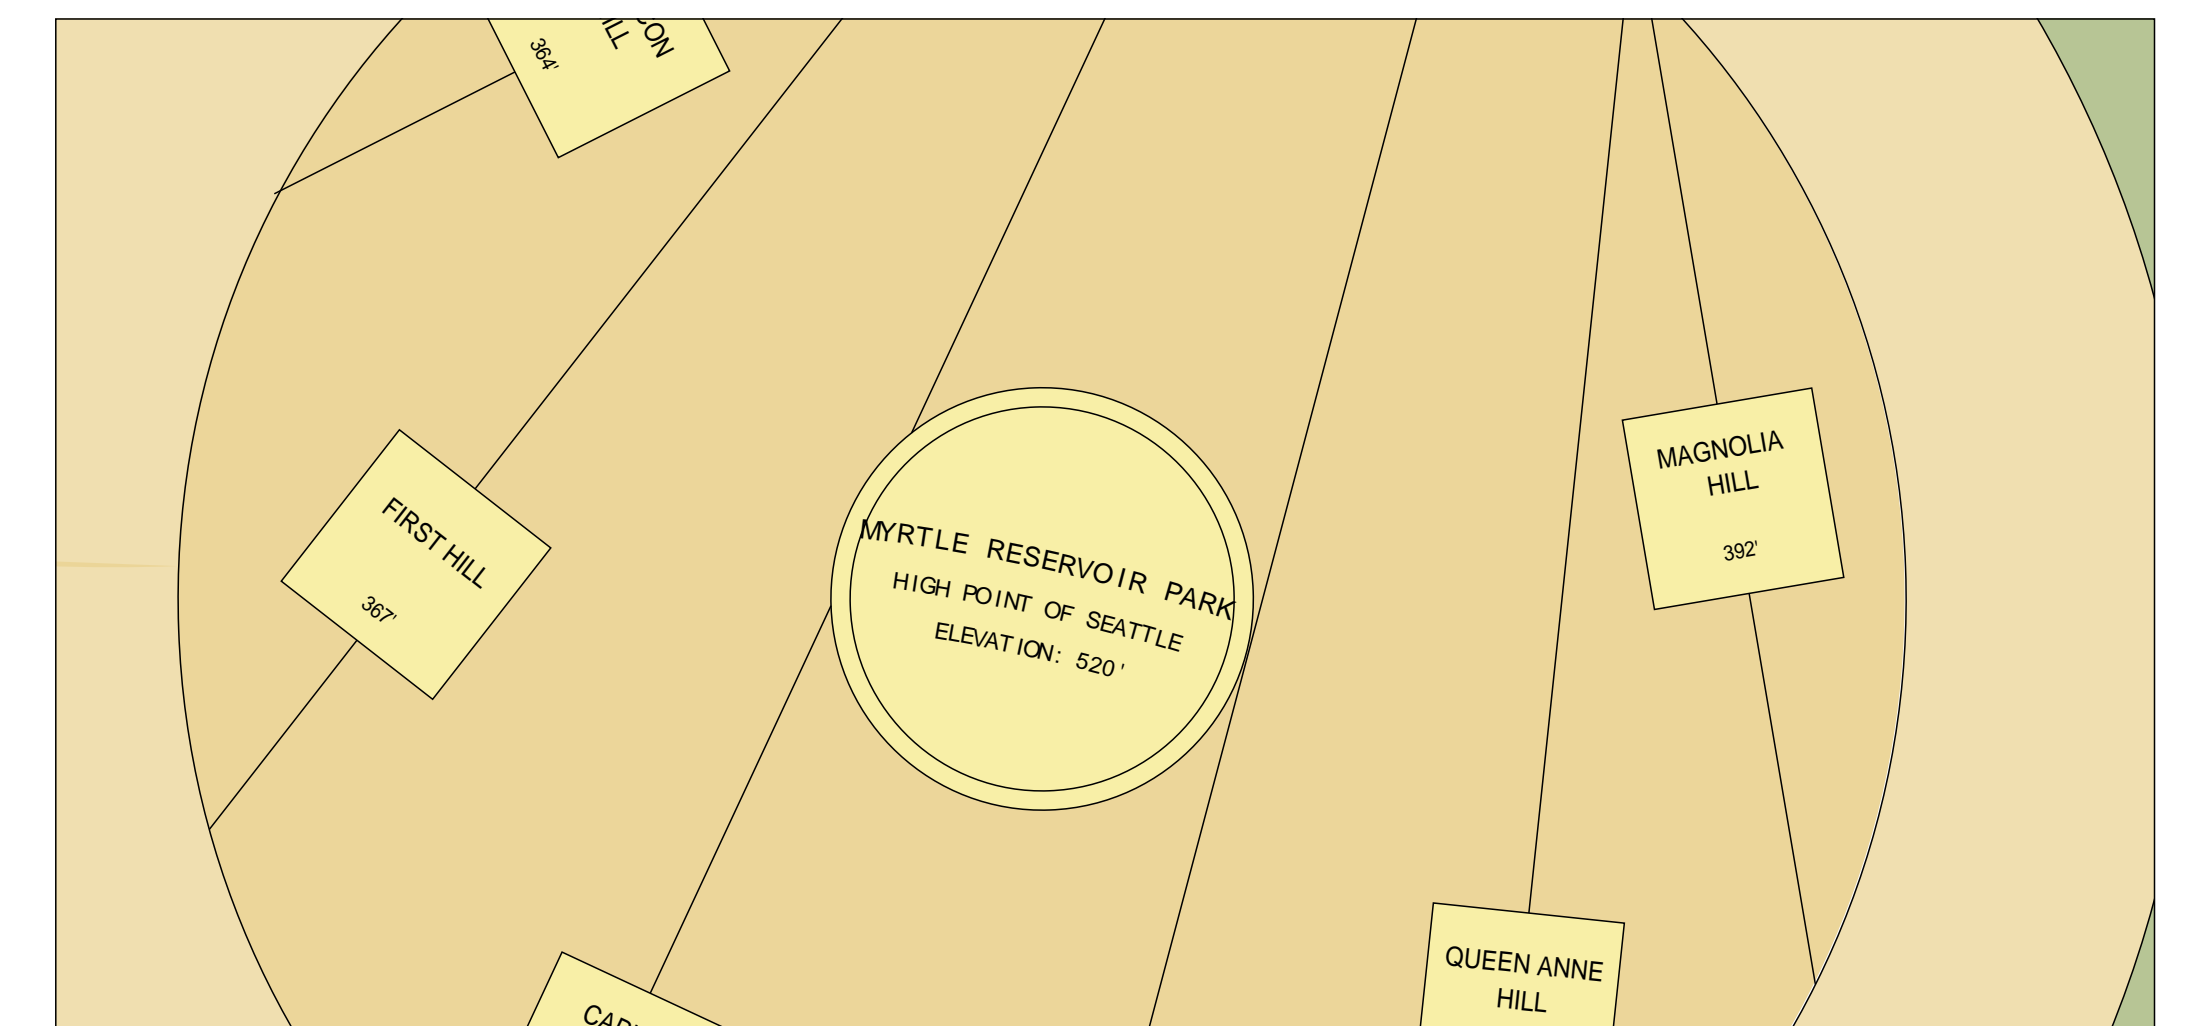 364'
FIRST HILL
367'
MYRTLE RESERVOIR PARK
HIGH POINT OF SEATTLE
ELEVATION: 520'
MAGNOLIA
HILL
392'
QUEEN ANNE
HILL